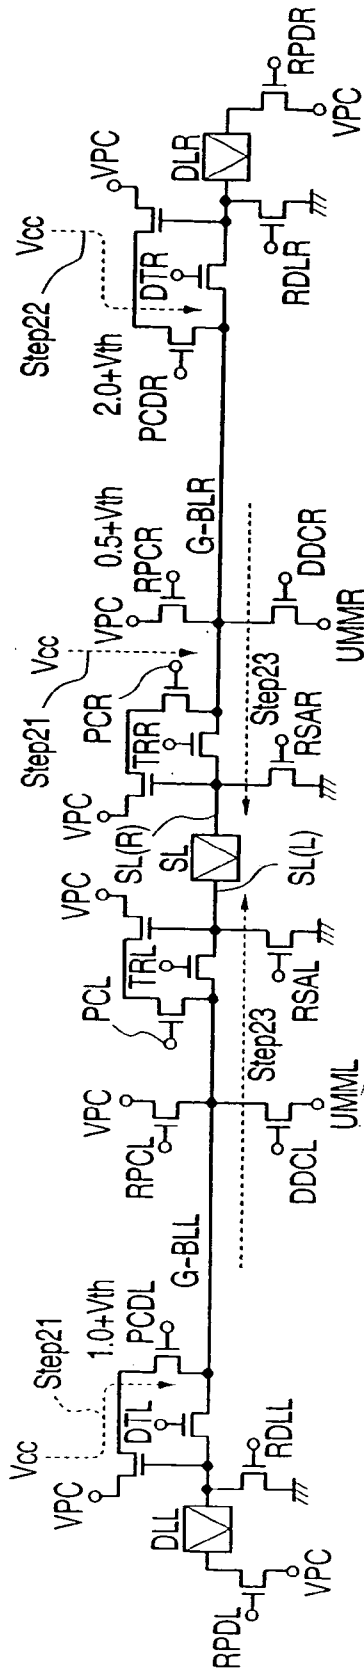 Vcc
Step21
VPC
1.0+Vth
PCDL
DTL
DLL
RDLL
RPDL
VPC
G-BLL
VPC
RPCL
DDCL
UMML
Step23
PCL
TRL
VPC
RSAL
SL(L)
SL
SL(R)
VPC
TRR
PCR
RSAR
Step21
Vcc
VPC
0.5+Vth
RPCR
Step23
DDCR
UMMR
G-BLR
2.0+Vth
PCDR
Step22
Vcc
VPC
DTR
DLR
RDLR
RPDR
VPC